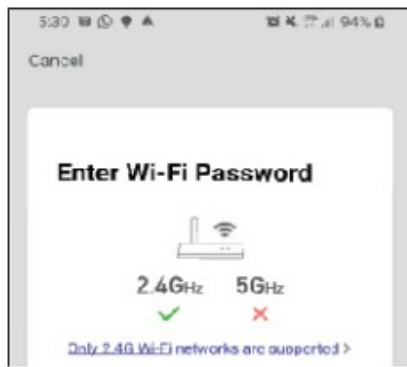 5:30 94%
Cancel
Enter Wi-Fi Password
2.4GHz 5GHz
Only 2.4G Wi-Fi networks are supported >